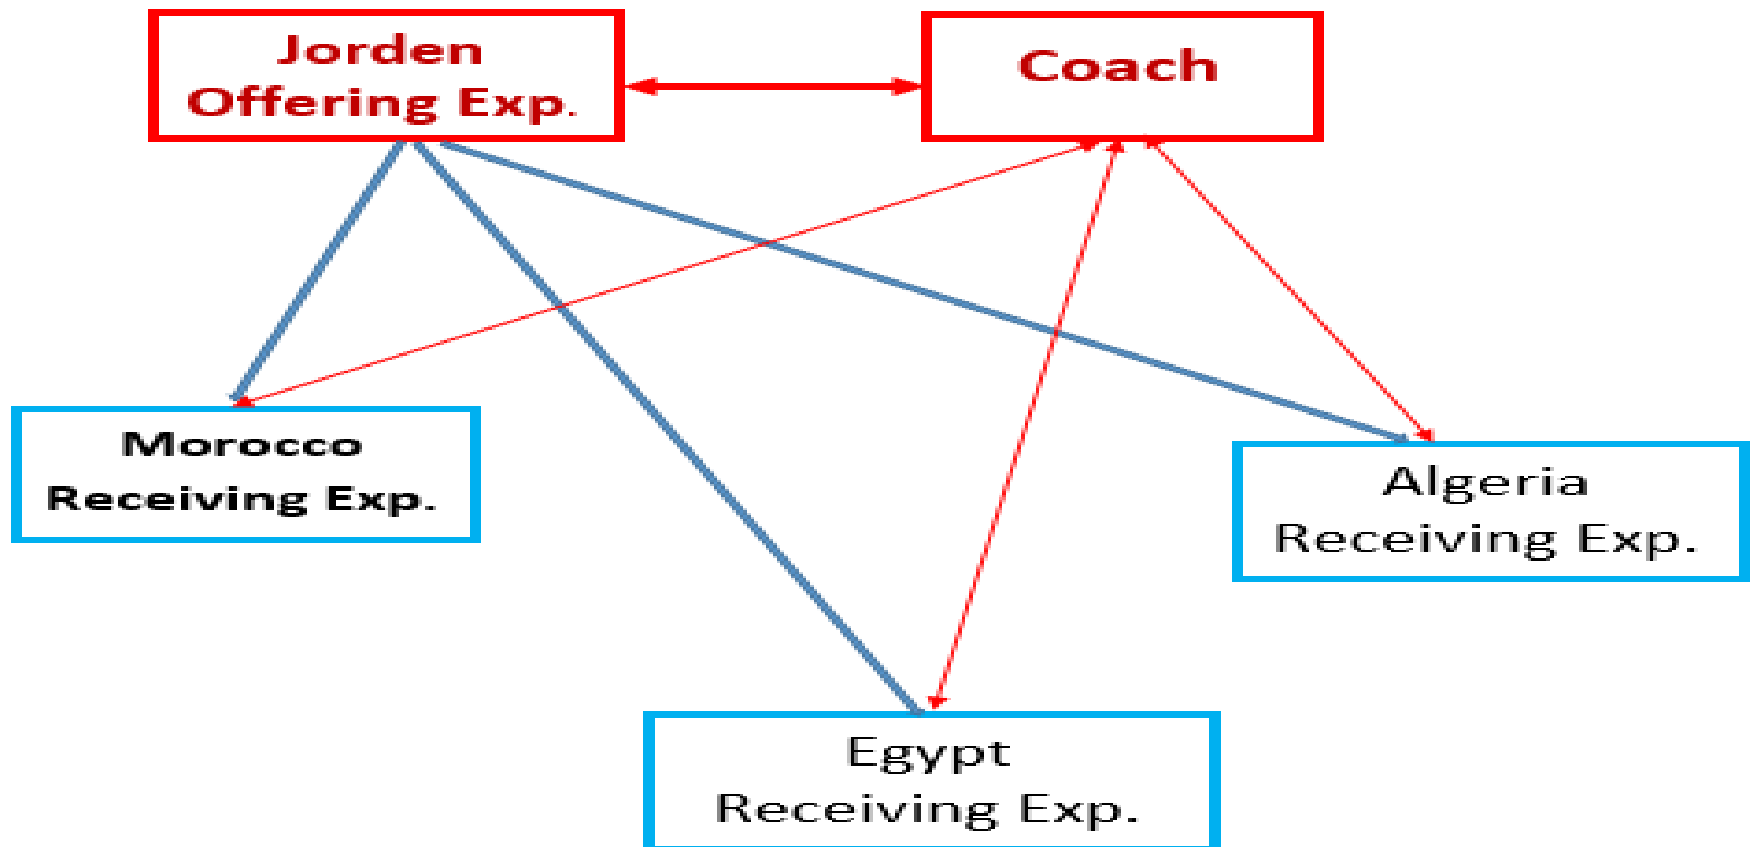 Jorden
Offering Exp.
Coach
Morocco
Receiving Exp.
Algeria
Receiving Exp.
Egypt
Receiving Exp.